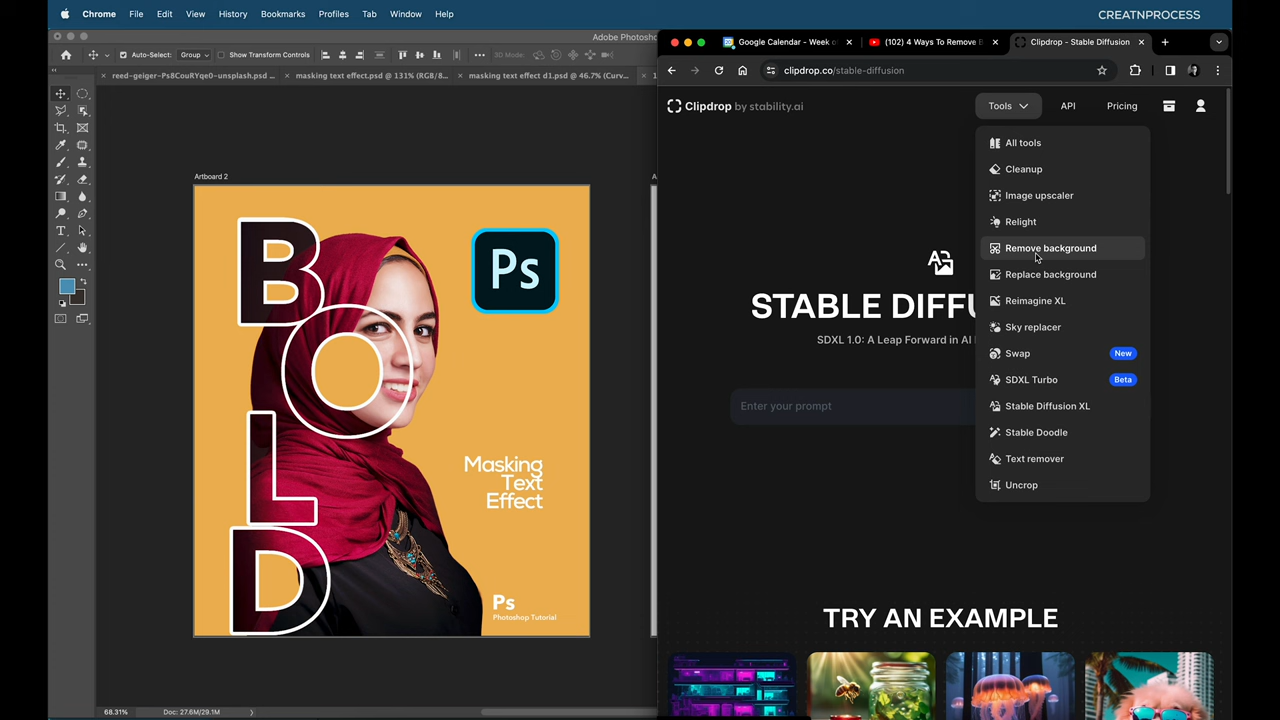 Chrome File Edit View History Bookmarks Profiles Tab Window Help
CREATNPROCESS
Adobe Photosho
Auto-Select: Group Show Transform Controls 3D Mode:
reed-geiger-Ps8CouRYqe0-unsplash.psd ... masking text effect.psd @ 131% (RGB/8... masking text effect d1.psd @ 46.7% (Curv...
Artboard 2
BOLD
Ps
Masking
Text
Effect
Ps
Photoshop Tutorial
68.31% Doc: 27.6M/29.1M
Google Calendar - Week o
(102) 4 Ways To Remove B
Clipdrop - Stable Diffusion
clipdrop.co/stable-diffusion
Clipdrop by stability.ai
Tools API Pricing
All tools
Cleanup
Image upscaler
Relight
Remove background
Replace background
Reimagine XL
Sky replacer
Swap New
SDXL Turbo Beta
Stable Diffusion XL
Stable Doodle
Text remover
Uncrop
STABLE DIFFU
SDXL 1.0: A Leap Forward in AI
Enter your prompt
TRY AN EXAMPLE